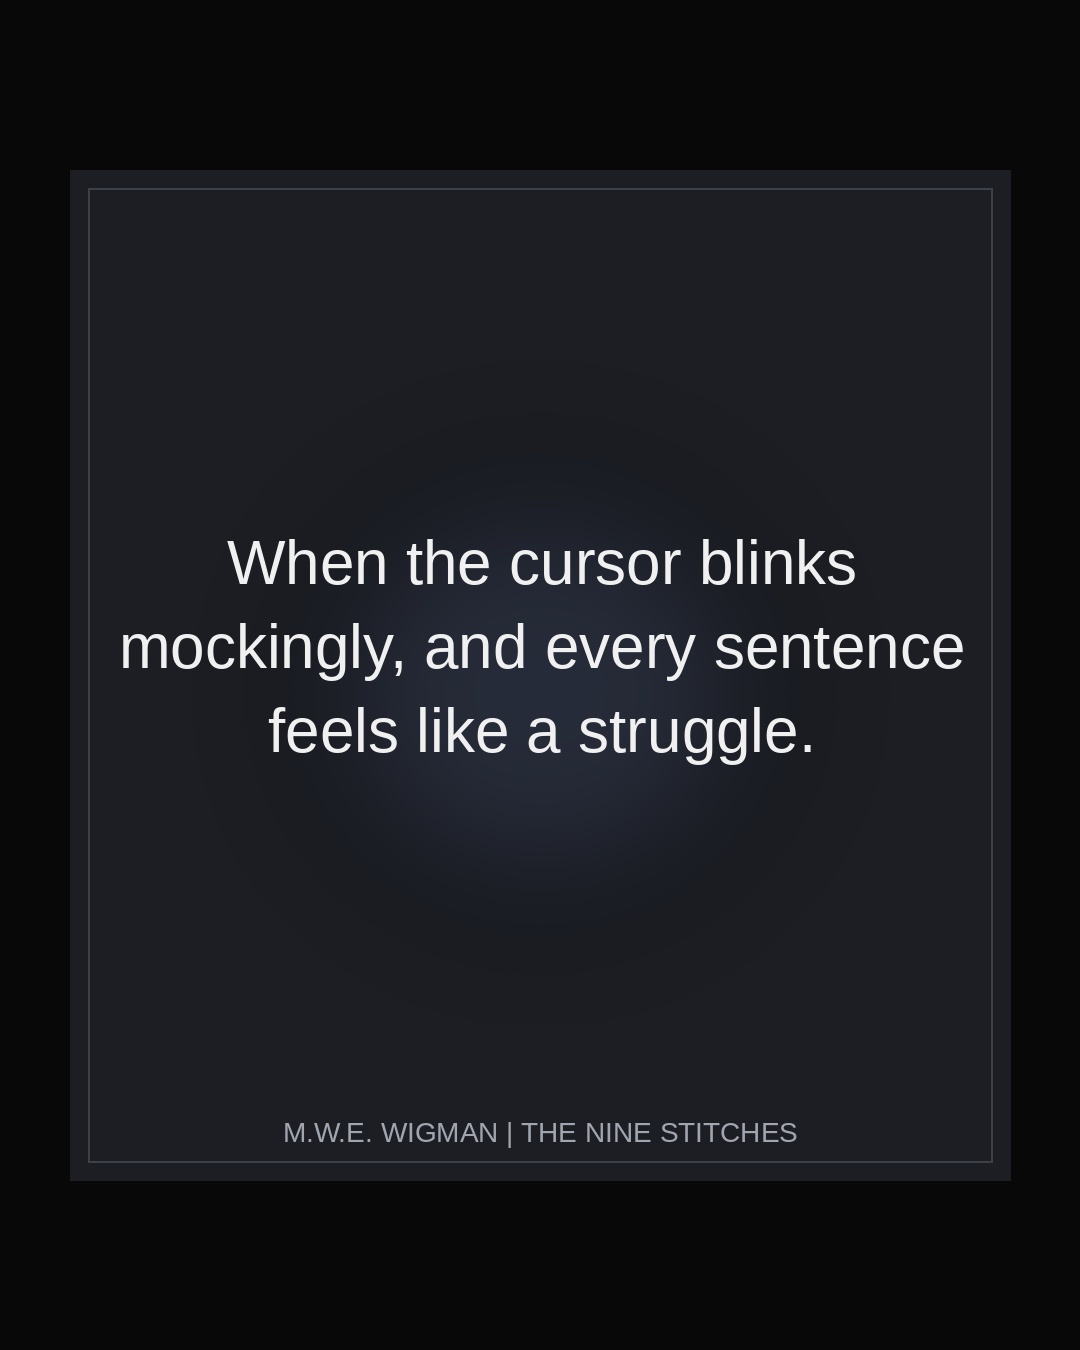 When the cursor blinks
mockingly, and every sentence
feels like a struggle.
M.W.E. WIGMAN | THE NINE STITCHES